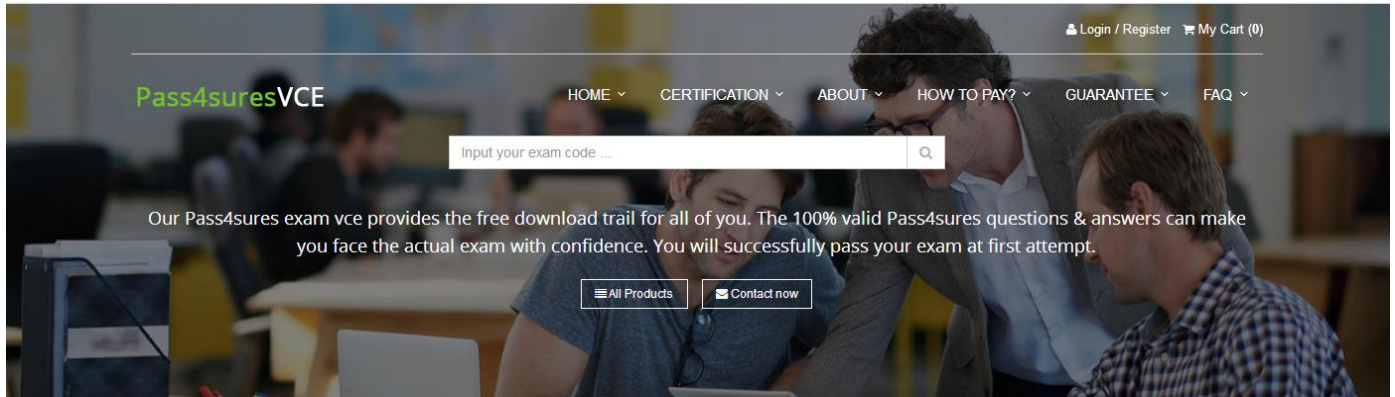 Login / Register My Cart (0)
Pass4suresVCE HOME CERTIFICATION ABOUT HOW TO PAY? GUARANTEE FAQ
Input your exam code ...
Our Pass4sures exam vce provides the free download trail for all of you. The 100% valid Pass4sures questions & answers can make
you face the actual exam with confidence. You will successfully pass your exam at first attempt.
All Products Contact now